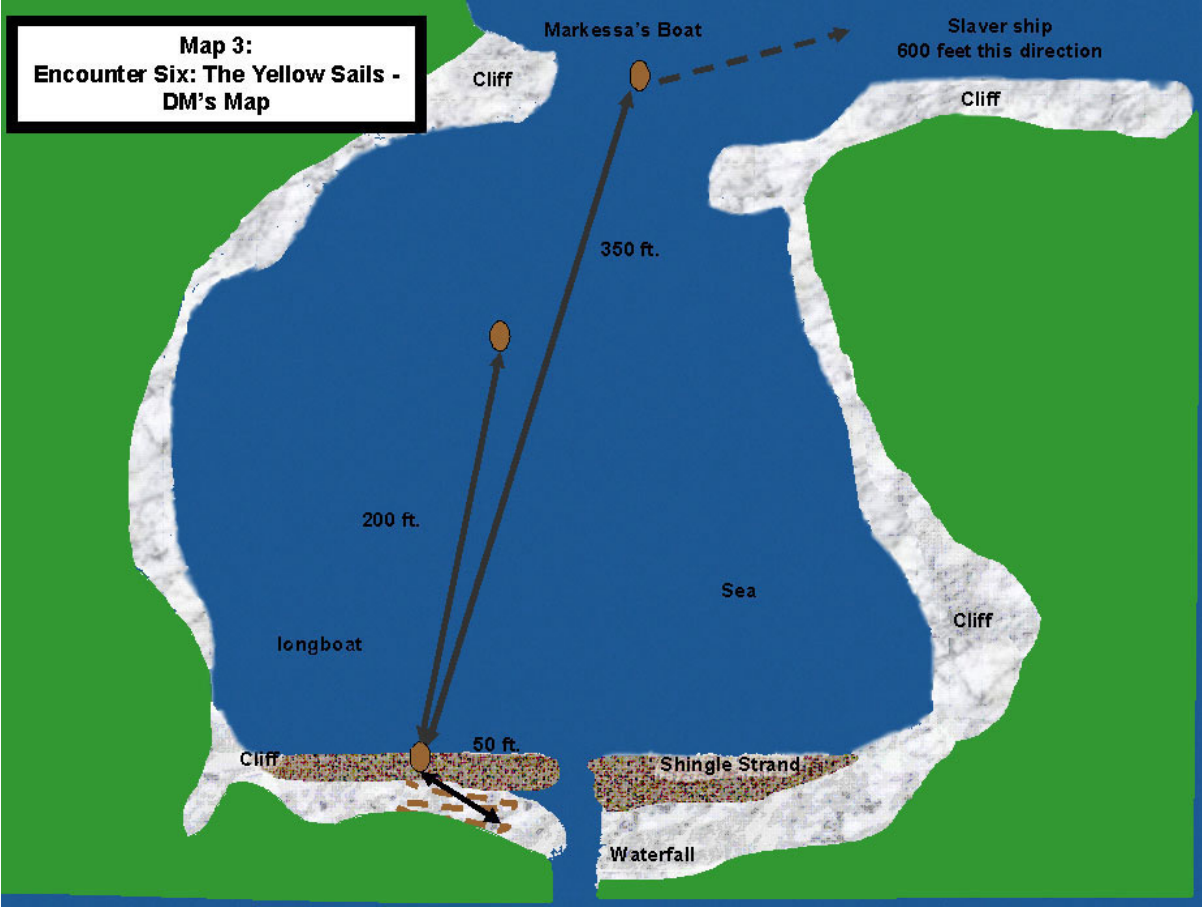 Map 3:
Encounter Six: The Yellow Sails -
DM's Map
Markessa's Boat
Slaver ship
600 feet this direction
Cliff
Cliff
350 ft.
200 ft.
Sea
Cliff
longboat
50 ft.
Cliff
Shingle Strand
Waterfall